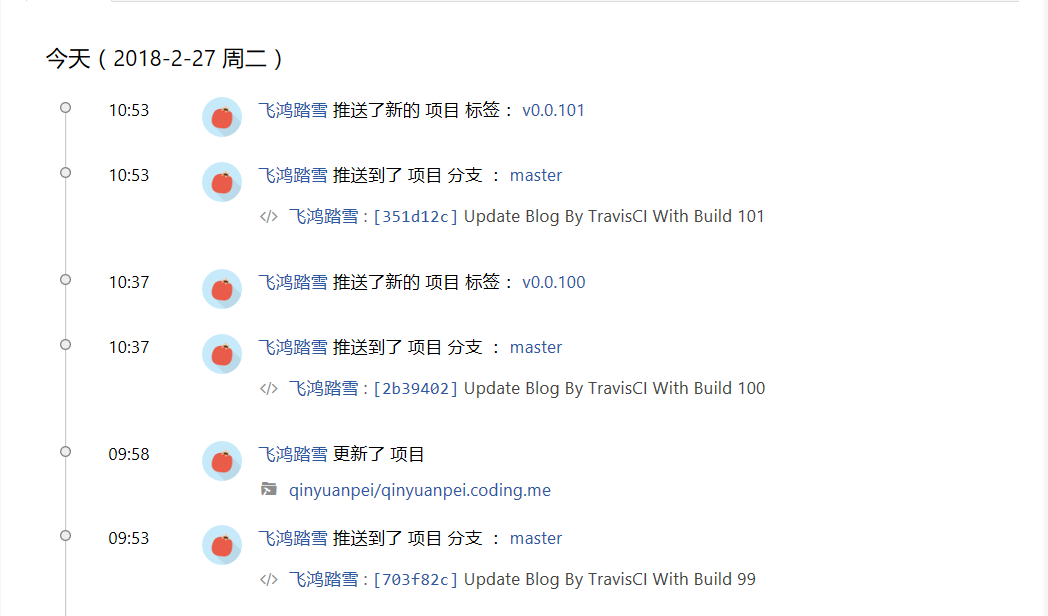 今天（2018-2-27 周二）
10:53 飞鸿踏雪 推送了新的 项目 标签： v0.0.101
10:53 飞鸿踏雪 推送到了 项目 分支 ： master
</> 飞鸿踏雪 : [351d12c] Update Blog By TravisCI With Build 101
10:37 飞鸿踏雪 推送了新的 项目 标签： v0.0.100
10:37 飞鸿踏雪 推送到了 项目 分支 ： master
</> 飞鸿踏雪 : [2b39402] Update Blog By TravisCI With Build 100
09:58 飞鸿踏雪 更新了 项目
qinyuanpei/qinyuanpei.coding.me
09:53 飞鸿踏雪 推送到了 项目 分支 ： master
</> 飞鸿踏雪 : [703f82c] Update Blog By TravisCI With Build 99